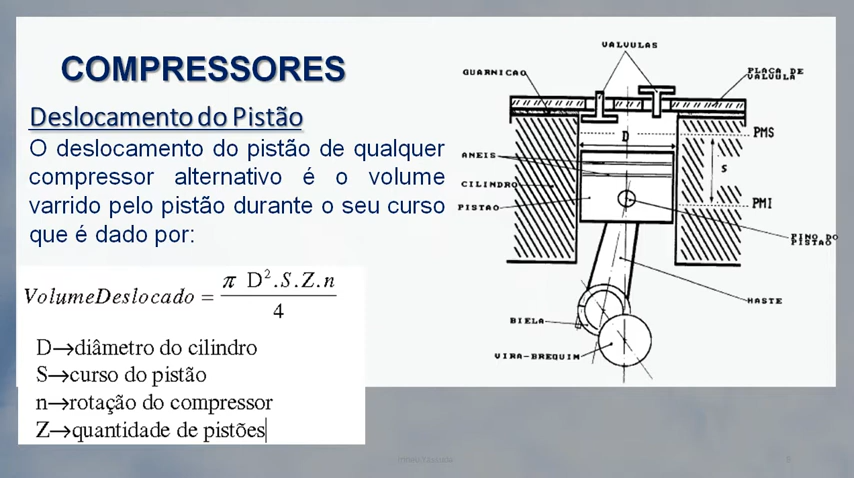 COMPRESSORES
Deslocamento do Pistão
O deslocamento do pistão de qualquer
compressor alternativo é o volume
varrido pelo pistão durante o seu curso
que é dado por:
VolumeDeslocado = π D².S.Z.n / 4
D→diâmetro do cilindro
S→curso do pistão
n→rotação do compressor
Z→quantidade de pistões
VALVULAS
GUARNICAO
PLACA DE
VALVULA
D
PMS
ANEIS
S
CILINDRO
PISTAO
PMI
PINO DO
PISTAO
HASTE
BIELA
VIRA-BREQUIM